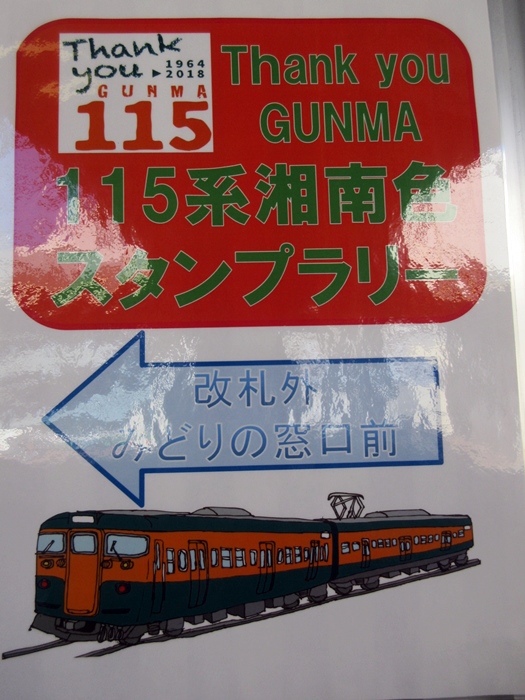 Thank
you ▶ 1964
2018
GUNMA
115
Thank you
GUNMA
115系湘南色
スタンプラリー
改札外
みどりの窓口前